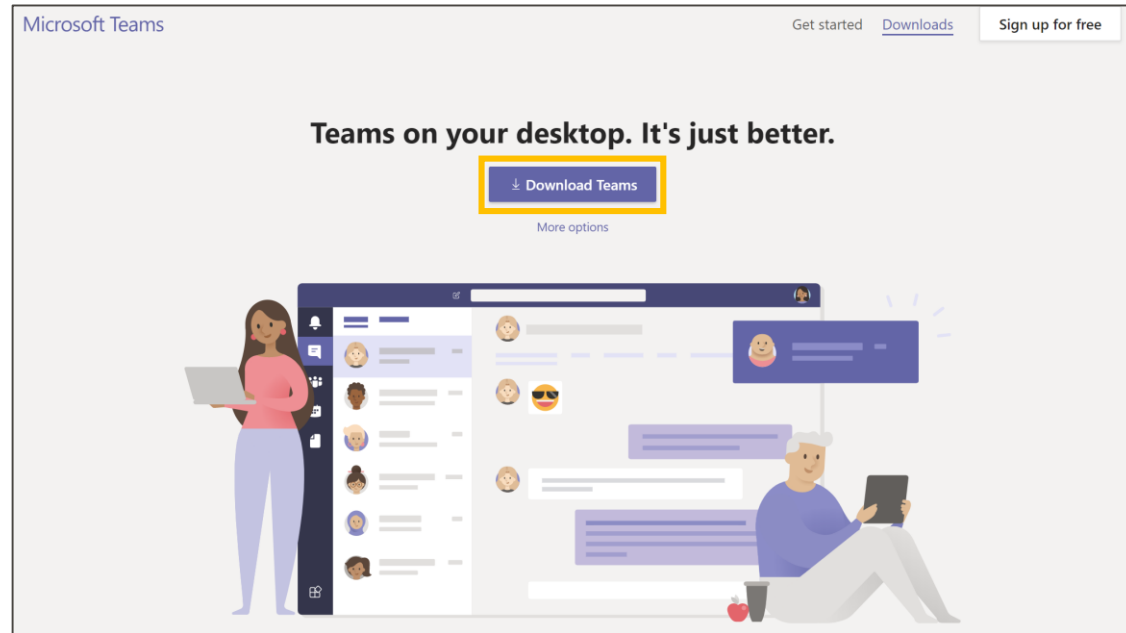 Microsoft Teams
Get started Downloads Sign up for free
Teams on your desktop. It's just better.
Download Teams
More options